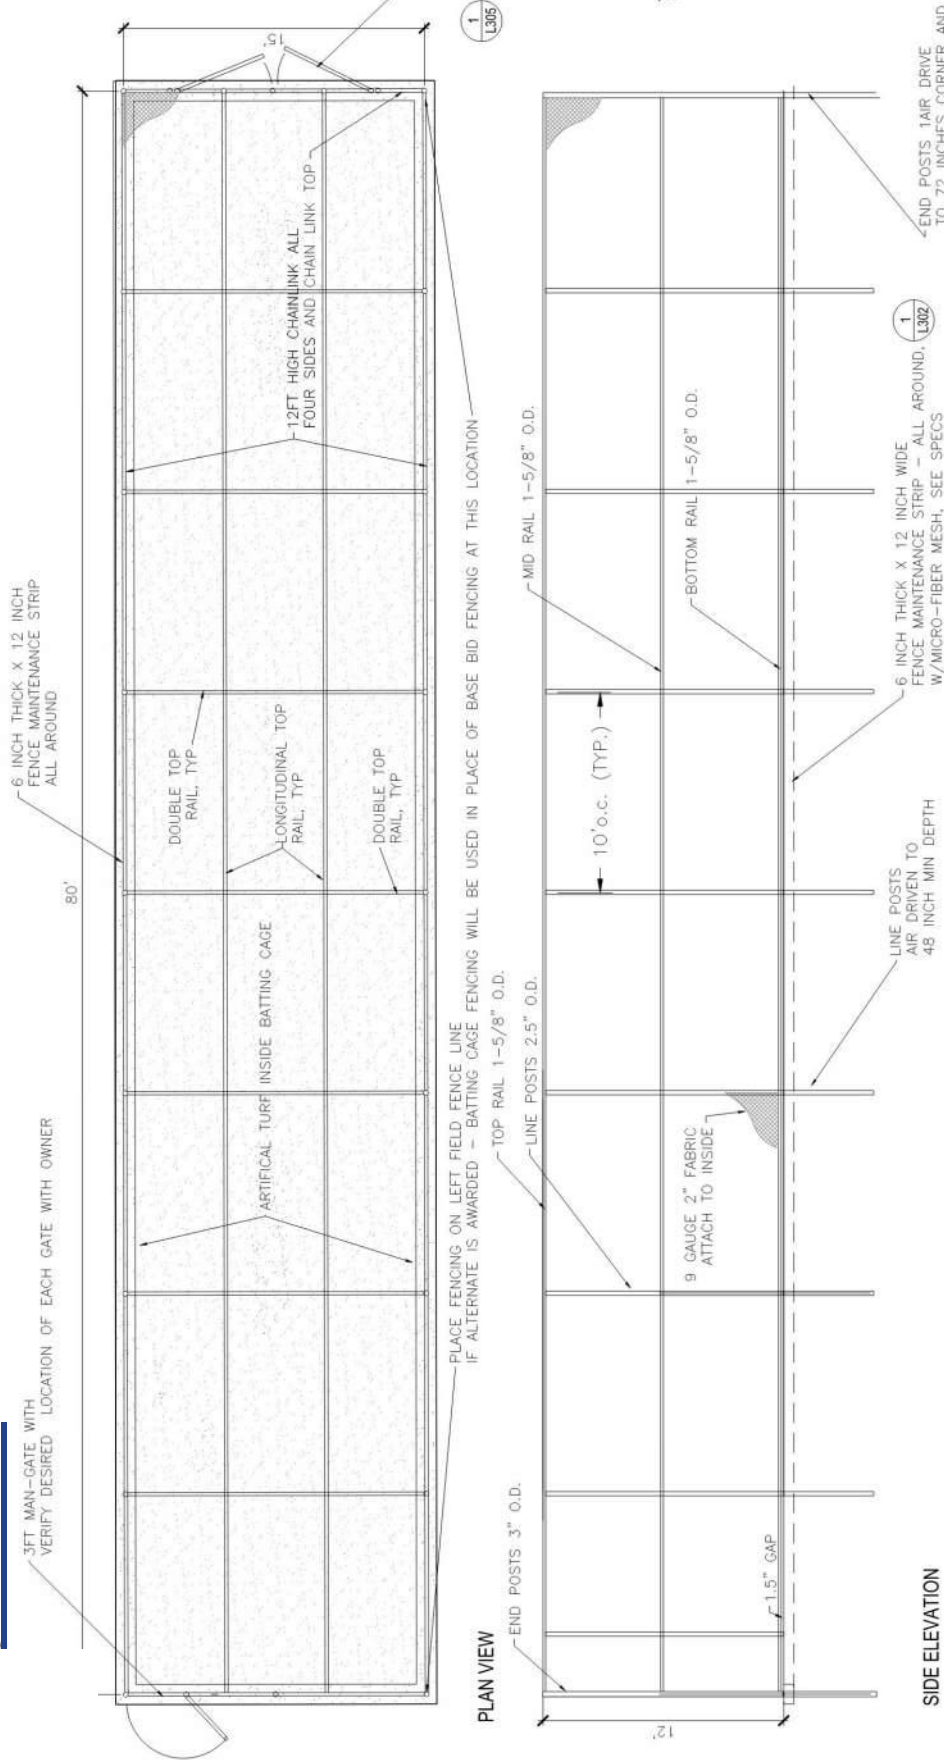 3FT MAN-GATE WITH
VERIFY DESIRED LOCATION OF EACH GATE WITH OWNER
6 INCH THICK X 12 INCH
FENCE MAINTENANCE STRIP
ALL AROUND
80'
15'
DOUBLE TOP
RAIL, TYP
LONGITUDINAL TOP
RAIL, TYP
DOUBLE TOP
RAIL, TYP
12FT HIGH CHAINLINK ALL
FOUR SIDES AND CHAIN LINK TOP
ARTIFICAL TURF INSIDE BATTING CAGE
PLACE FENCING ON LEFT FIELD FENCE LINE
IF ALTERNATE IS AWARDED - BATTING CAGE FENCING WILL BE USED IN PLACE OF BASE BID FENCING AT THIS LOCATION
1
L305
PLAN VIEW
END POSTS 3" O.D.
TOP RAIL 1-5/8" O.D.
LINE POSTS 2.5" O.D.
MID RAIL 1-5/8" O.D.
BOTTOM RAIL 1-5/8" O.D.
10'o.c. (TYP.)
9 GAUGE 2" FABRIC
ATTACH TO INSIDE
12'
1.5" GAP
LINE POSTS
AIR DRIVEN TO
48 INCH MIN DEPTH
6 INCH THICK X 12 INCH WIDE
FENCE MAINTENANCE STRIP - ALL AROUND,
W/MICRO-FIBER MESH, SEE SPECS
1
L302
END POSTS 1AIR DRIVE
TO 72 INCHES CORNER AND
SIDE ELEVATION